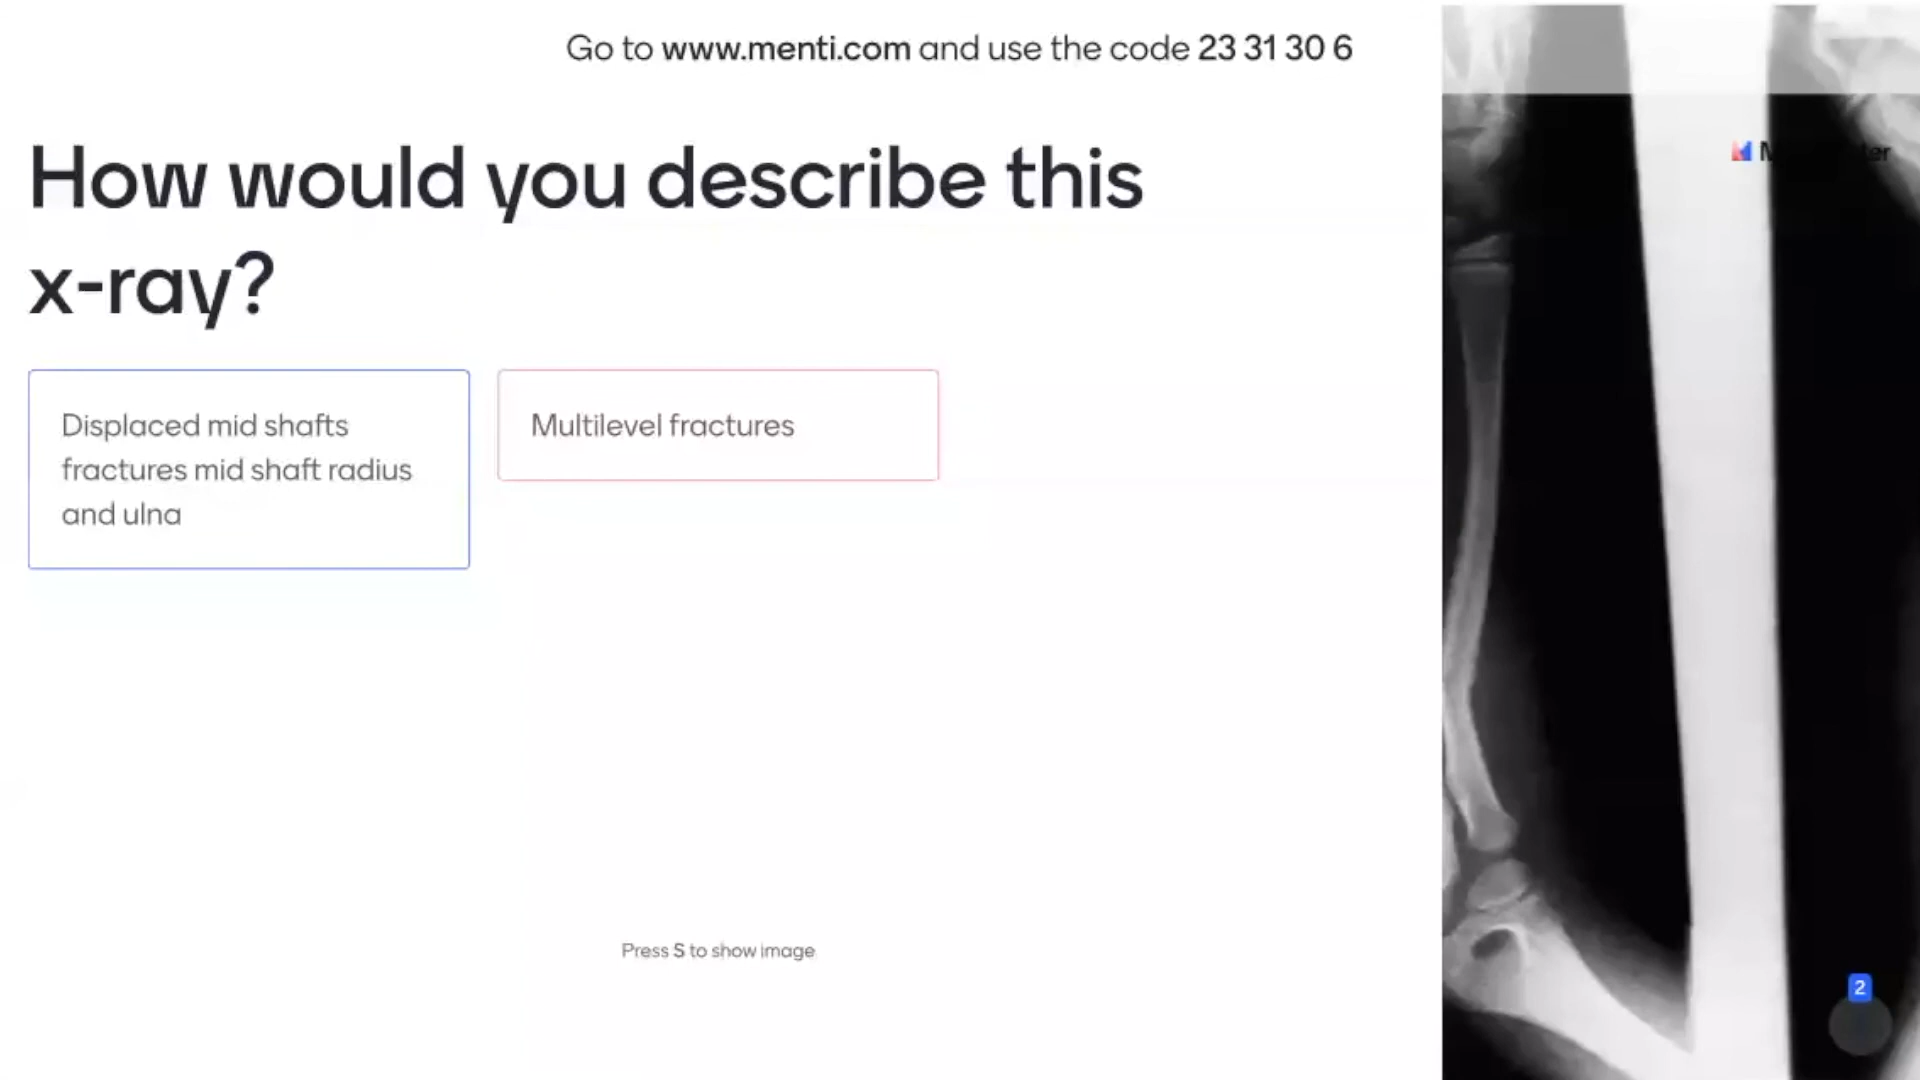 Go to www.menti.com and use the code 23 31 30 6
How would you describe this
x-ray?
Displaced mid shafts
fractures mid shaft radius
and ulna
Multilevel fractures
Press S to show image
2